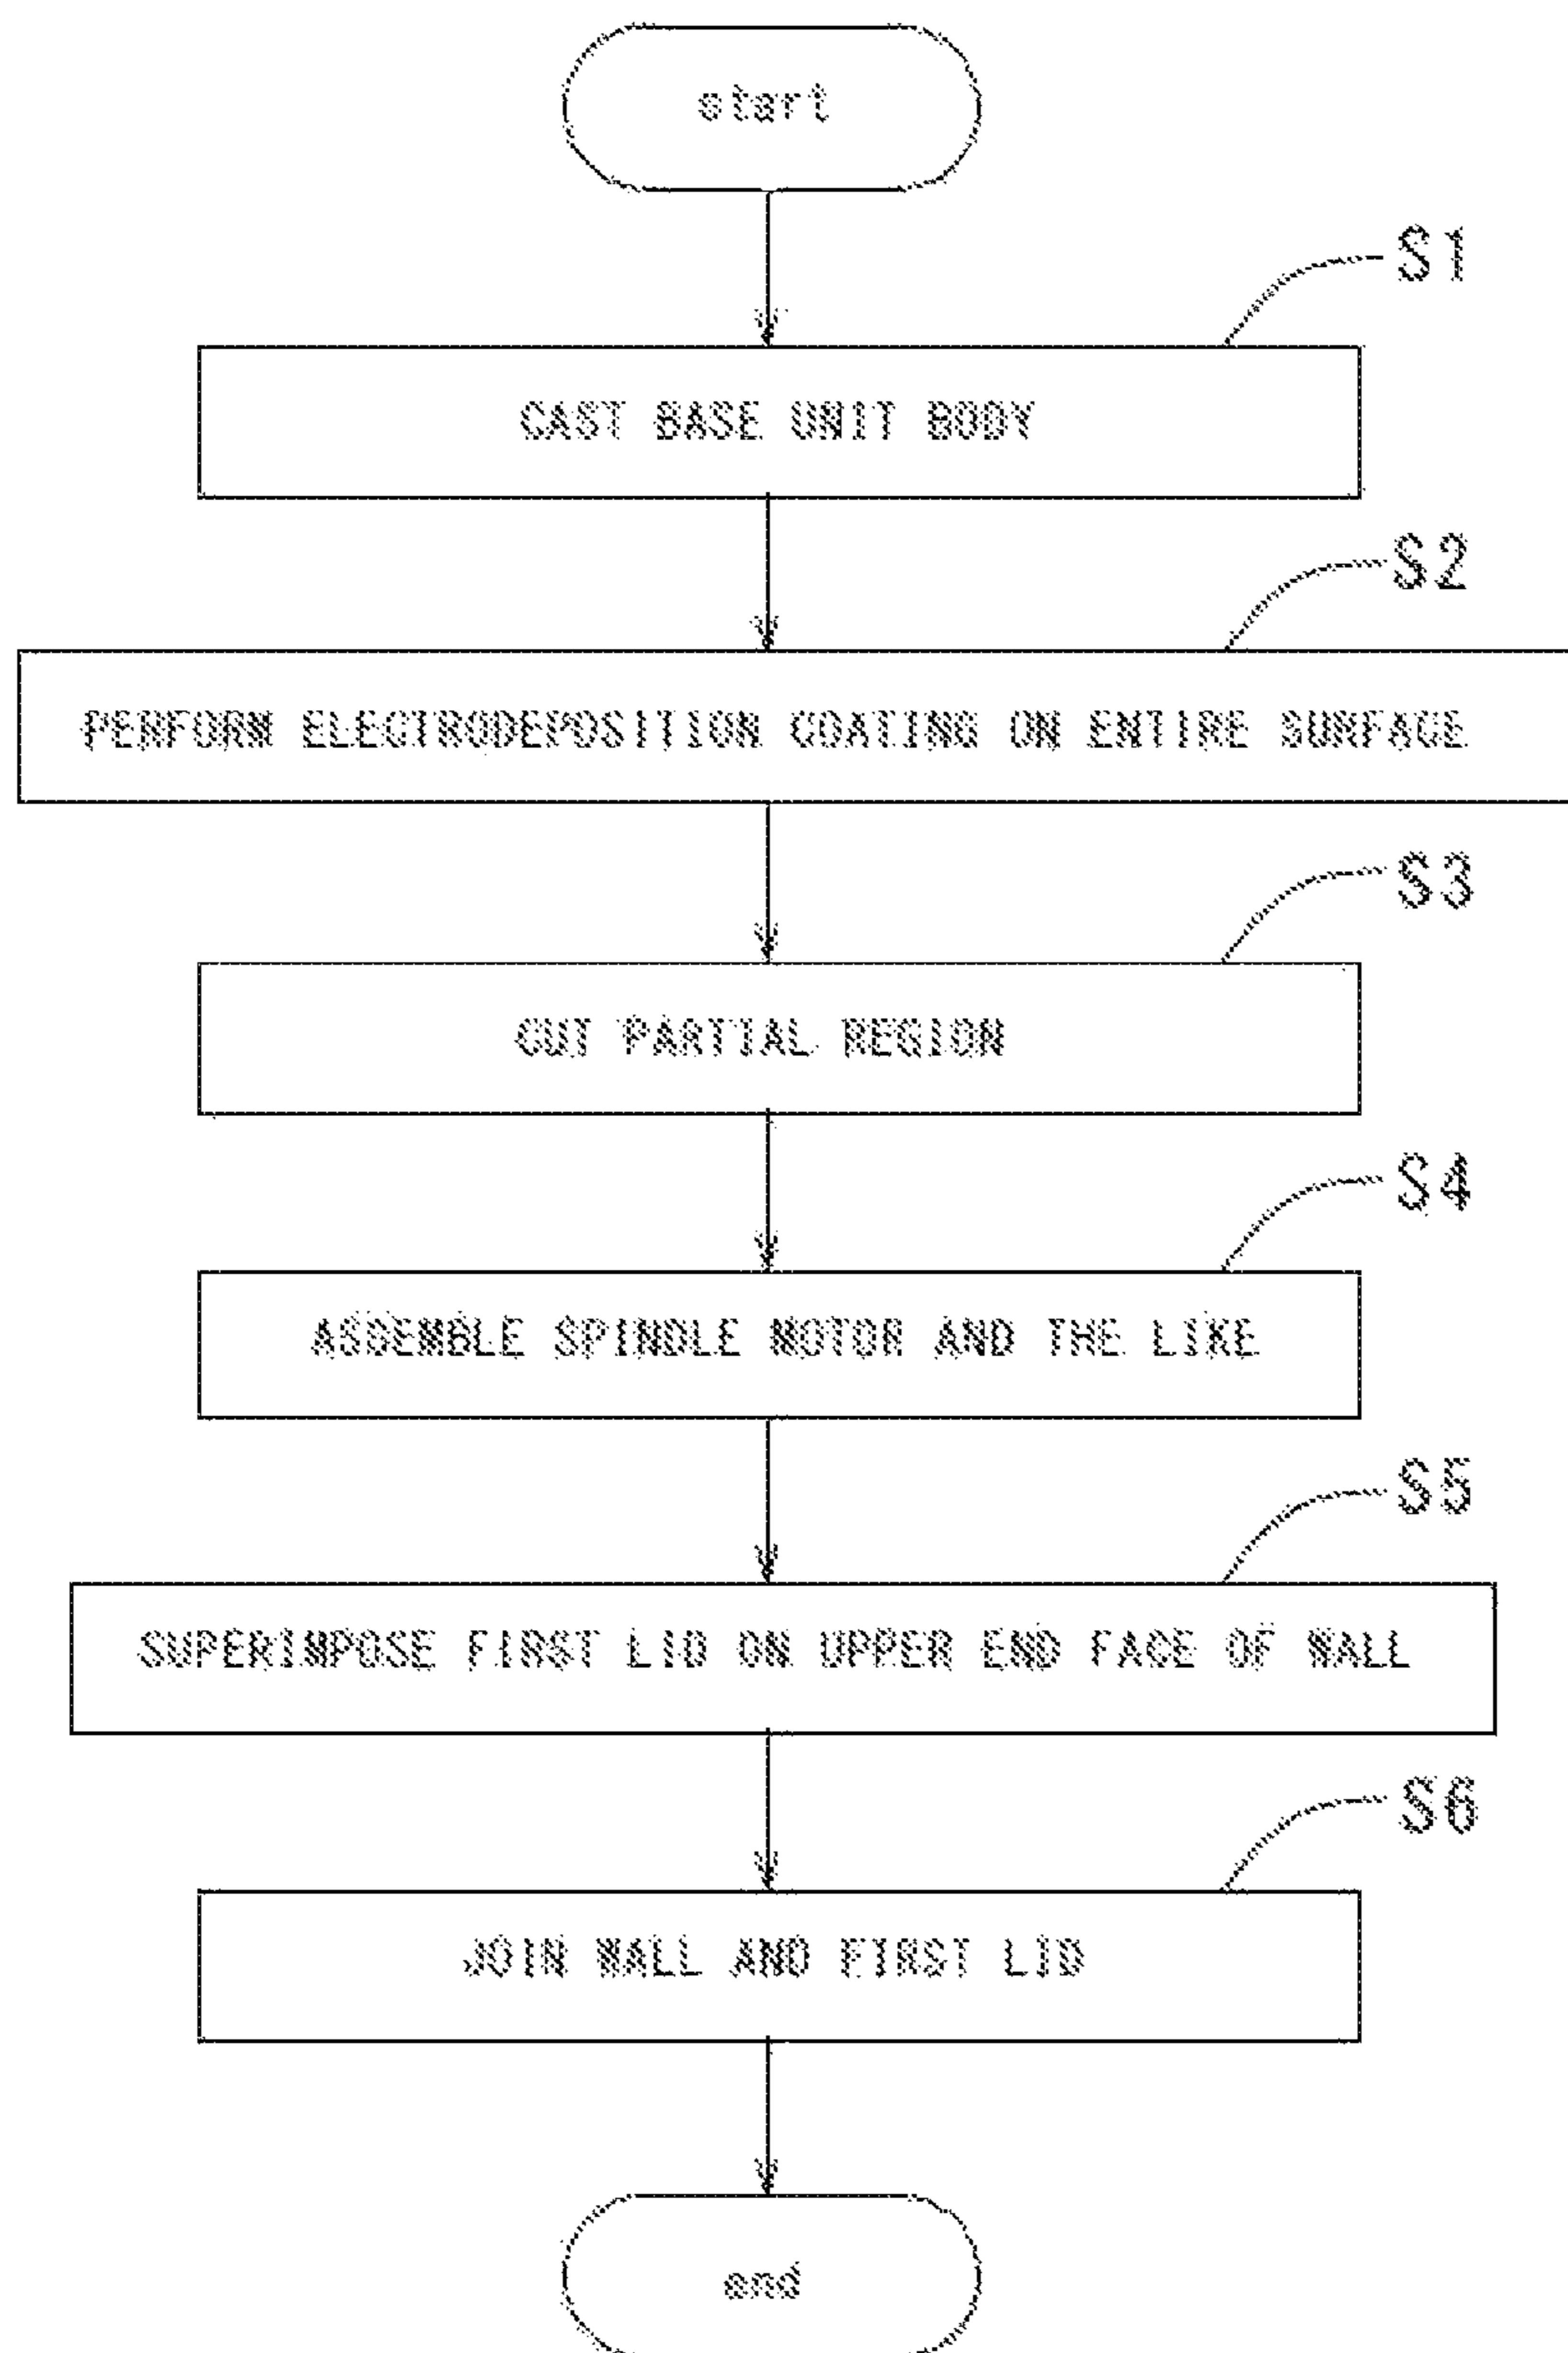 start
S1
CAST BASE UNIT BODY
S2
PERFORM ELECTRODEPOSITION COATING ON ENTIRE SURFACE
S3
CUT PARTIAL REGION
S4
ASSEMBLE SPINDLE MOTOR AND THE LIKE
S5
SUPERIMPOSE FIRST LID ON UPPER END FACE OF WALL
S6
JOIN WALL AND FIRST LID
end